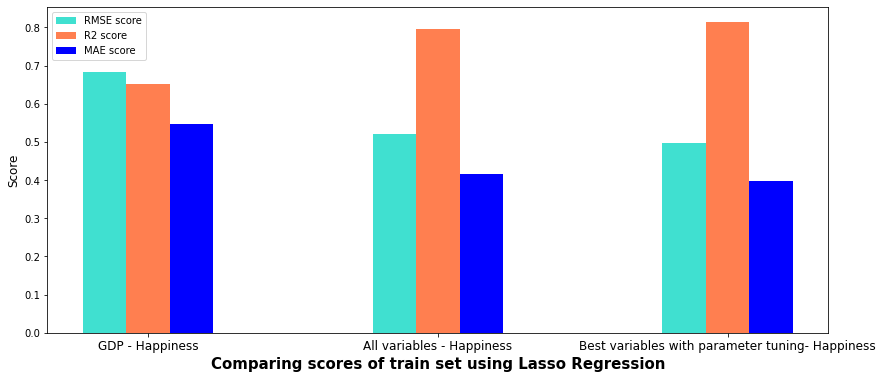 RMSE score
R2 score
MAE score
Score
0.8
0.7
0.6
0.5
0.4
0.3
0.2
0.1
0.0
GDP - Happiness
All variables - Happiness
Best variables with parameter tuning- Happiness
Comparing scores of train set using Lasso Regression